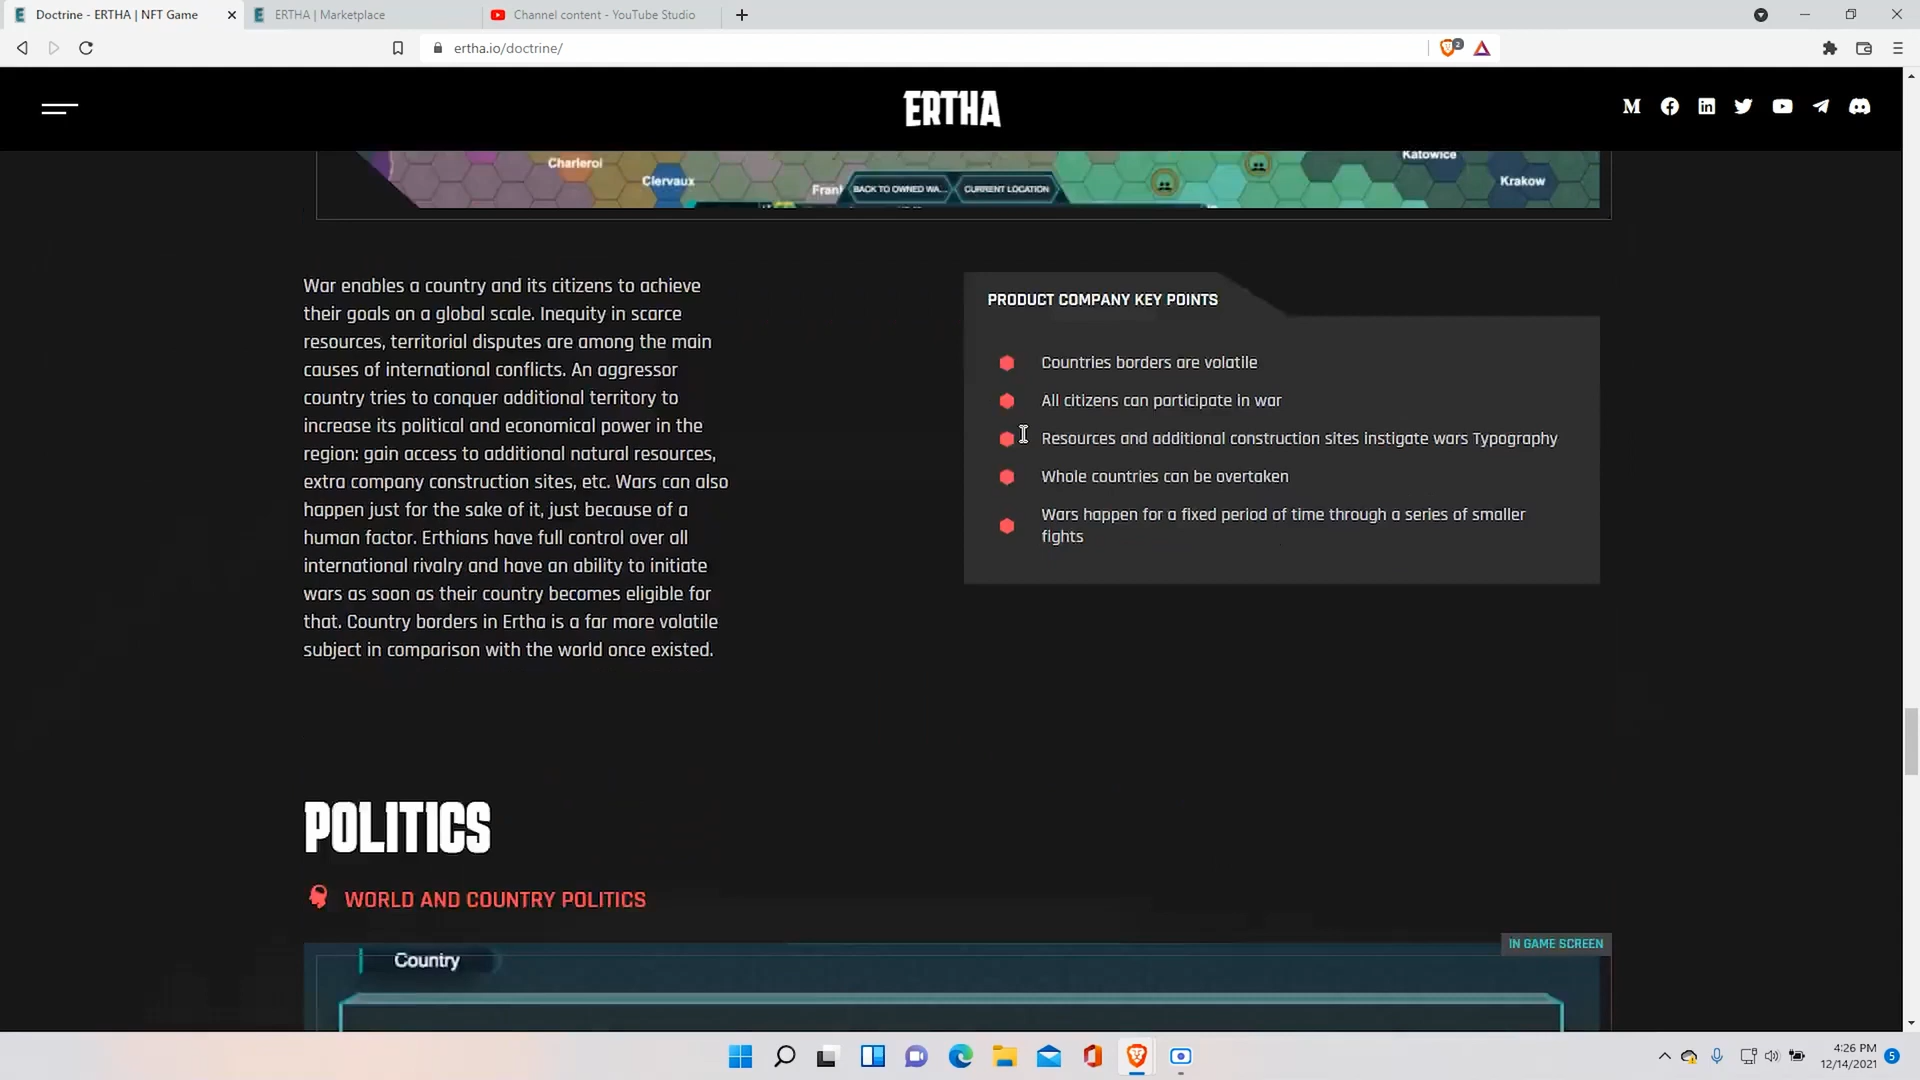 Doctrine - ERTHA | NFT Game
ERTHA | Marketplace
Channel content - YouTube Studio
ertha.io/doctrine/
2
ERTHA
Charleroi
Clervaux
BACK TO OWNED WA...
CURRENT LOCATION
Katowice
Krakow
War enables a country and its citizens to achieve
their goals on a global scale. Inequity in scarce
resources, territorial disputes are among the main
causes of international conflicts. An aggressor
country tries to conquer additional territory to
increase its political and economical power in the
region: gain access to additional natural resources,
extra company construction sites, etc. Wars can also
happen just for the sake of it, just because of a
human factor. Erthians have full control over all
international rivalry and have an ability to initiate
wars as soon as their country becomes eligible for
that. Country borders in Ertha is a far more volatile
subject in comparison with the world once existed.
PRODUCT COMPANY KEY POINTS
Countries borders are volatile
All citizens can participate in war
Resources and additional construction sites instigate wars Typography
Whole countries can be overtaken
Wars happen for a fixed period of time through a series of smaller
fights
POLITICS
WORLD AND COUNTRY POLITICS
IN GAME SCREEN
Country
4:26 PM
12/14/2021
5